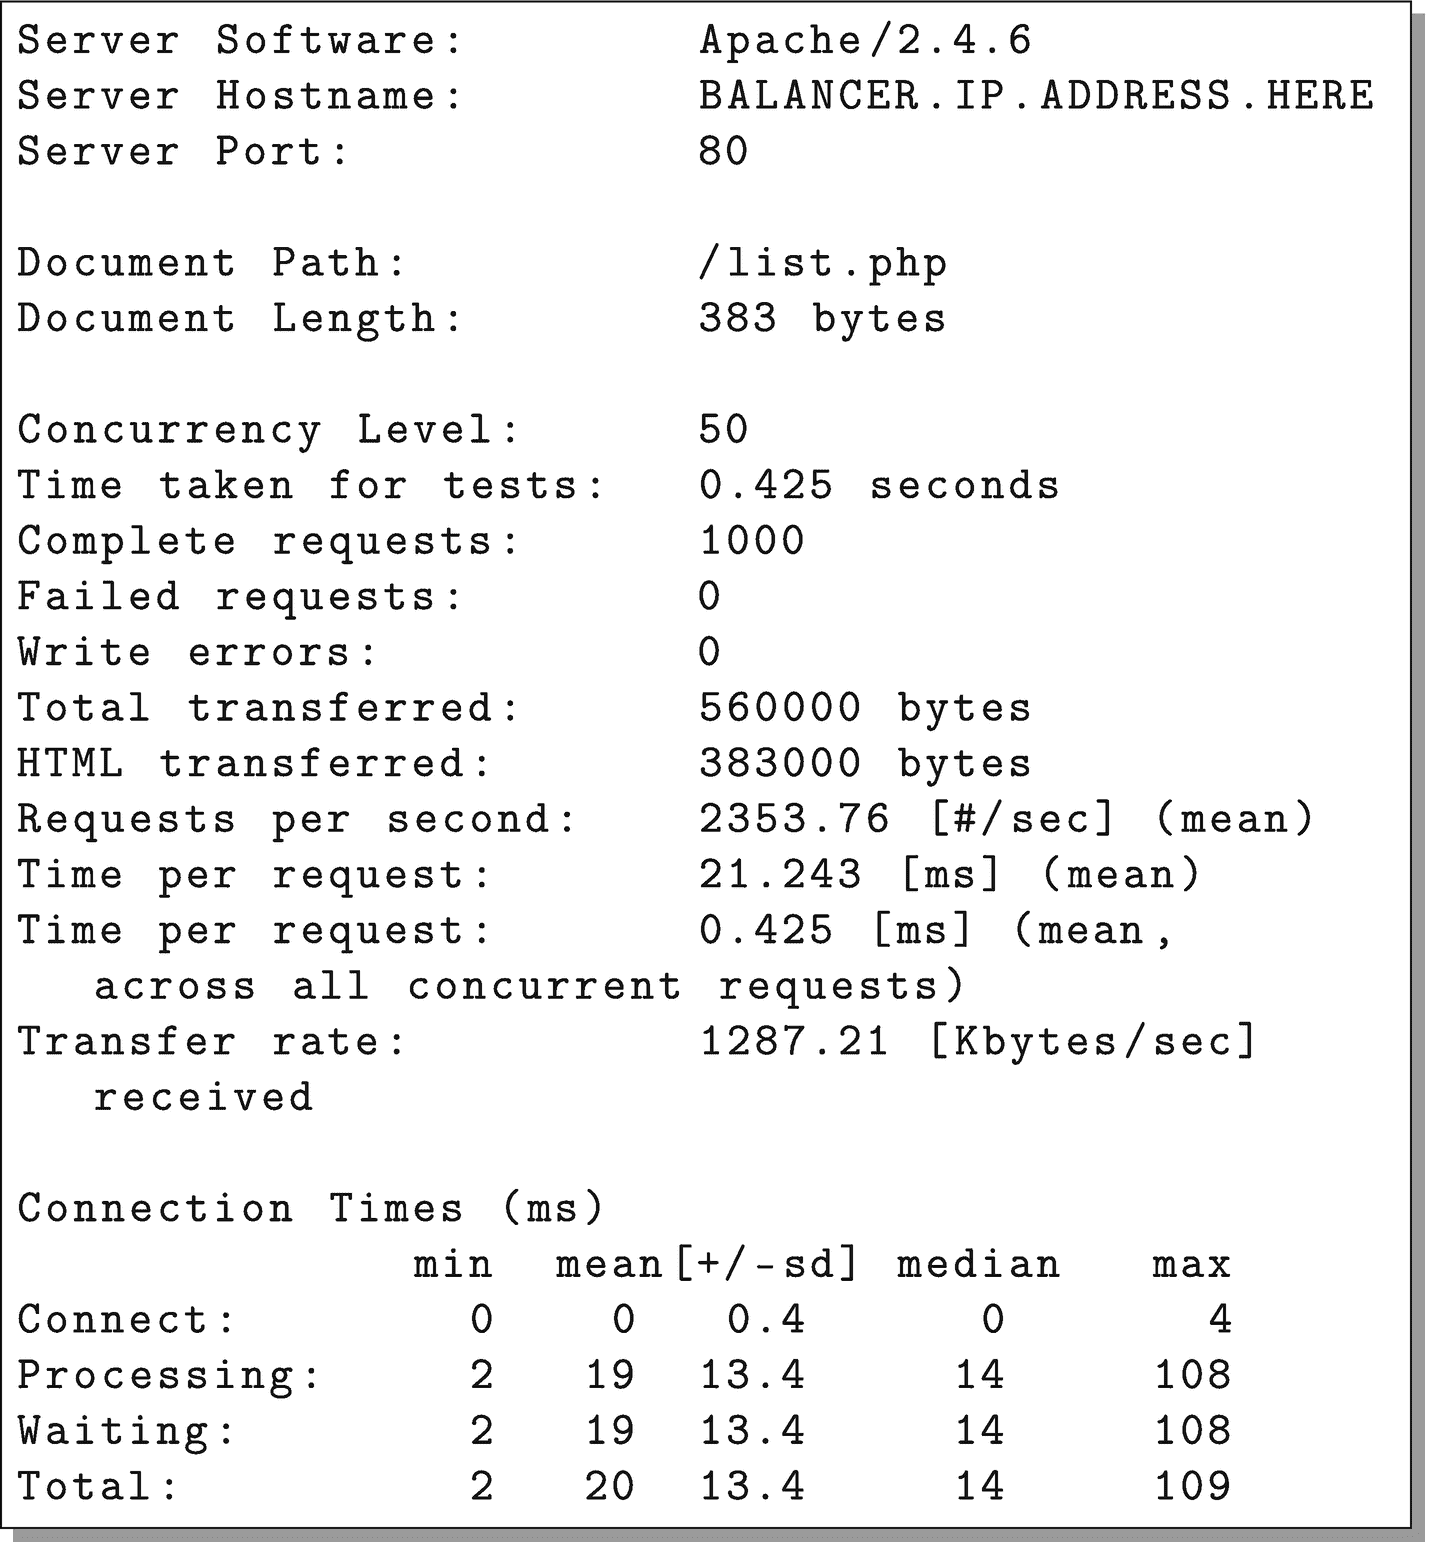 Server Software: Apache/2.4.6
Server Hostname: BALANCER.IP.ADDRESS.HERE
Server Port: 80
Document Path: /list.php
Document Length: 383 bytes
Concurrency Level: 50
Time taken for tests: 0.425 seconds
Complete requests: 1000
Failed requests: 0
Write errors: 0
Total transferred: 560000 bytes
HTML transferred: 383000 bytes
Requests per second: 2353.76 [#/sec] (mean)
Time per request: 21.243 [ms] (mean)
Time per request: 0.425 [ms] (mean,
across all concurrent requests)
Transfer rate: 1287.21 [Kbytes/sec]
received
Connection Times (ms)
min mean[+/-sd] median max
Connect: 0 0 0.4 0 4
Processing: 2 19 13.4 14 108
Waiting: 2 19 13.4 14 108
Total: 2 20 13.4 14 109